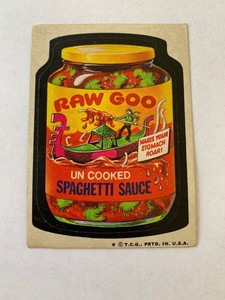 RAW GOO
MAKES YOUR
STOMACH
ROAR!
UN COOKED
SPAGHETTI SAUCE
© T.C.G., PRTD. IN U.S.A.